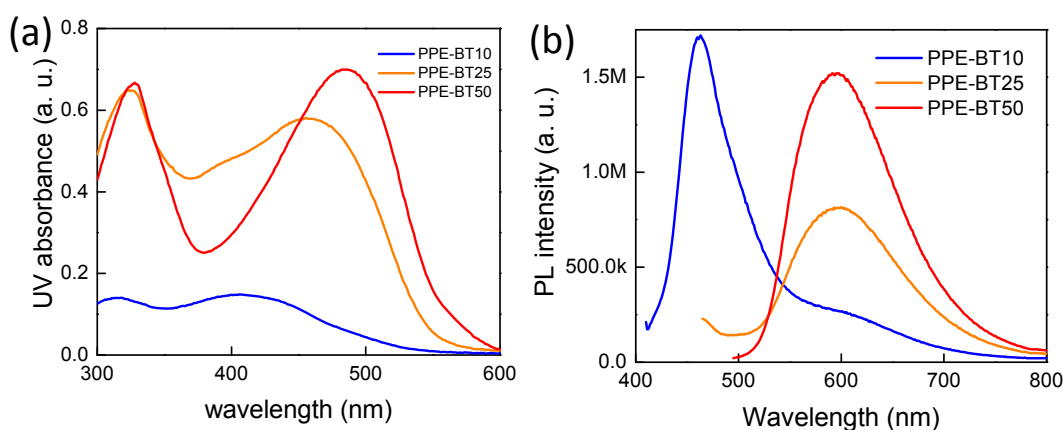 (a)
UV absorbance (a. u.)
0.8
0.6
0.4
0.2
0.0
PPE-BT10
PPE-BT25
PPE-BT50
300
400
500
600
wavelength (nm)
(b)
PL intensity (a. u.)
1.5M
1.0M
500.0k
0.0
PPE-BT10
PPE-BT25
PPE-BT50
400
500
600
700
800
Wavelength (nm)